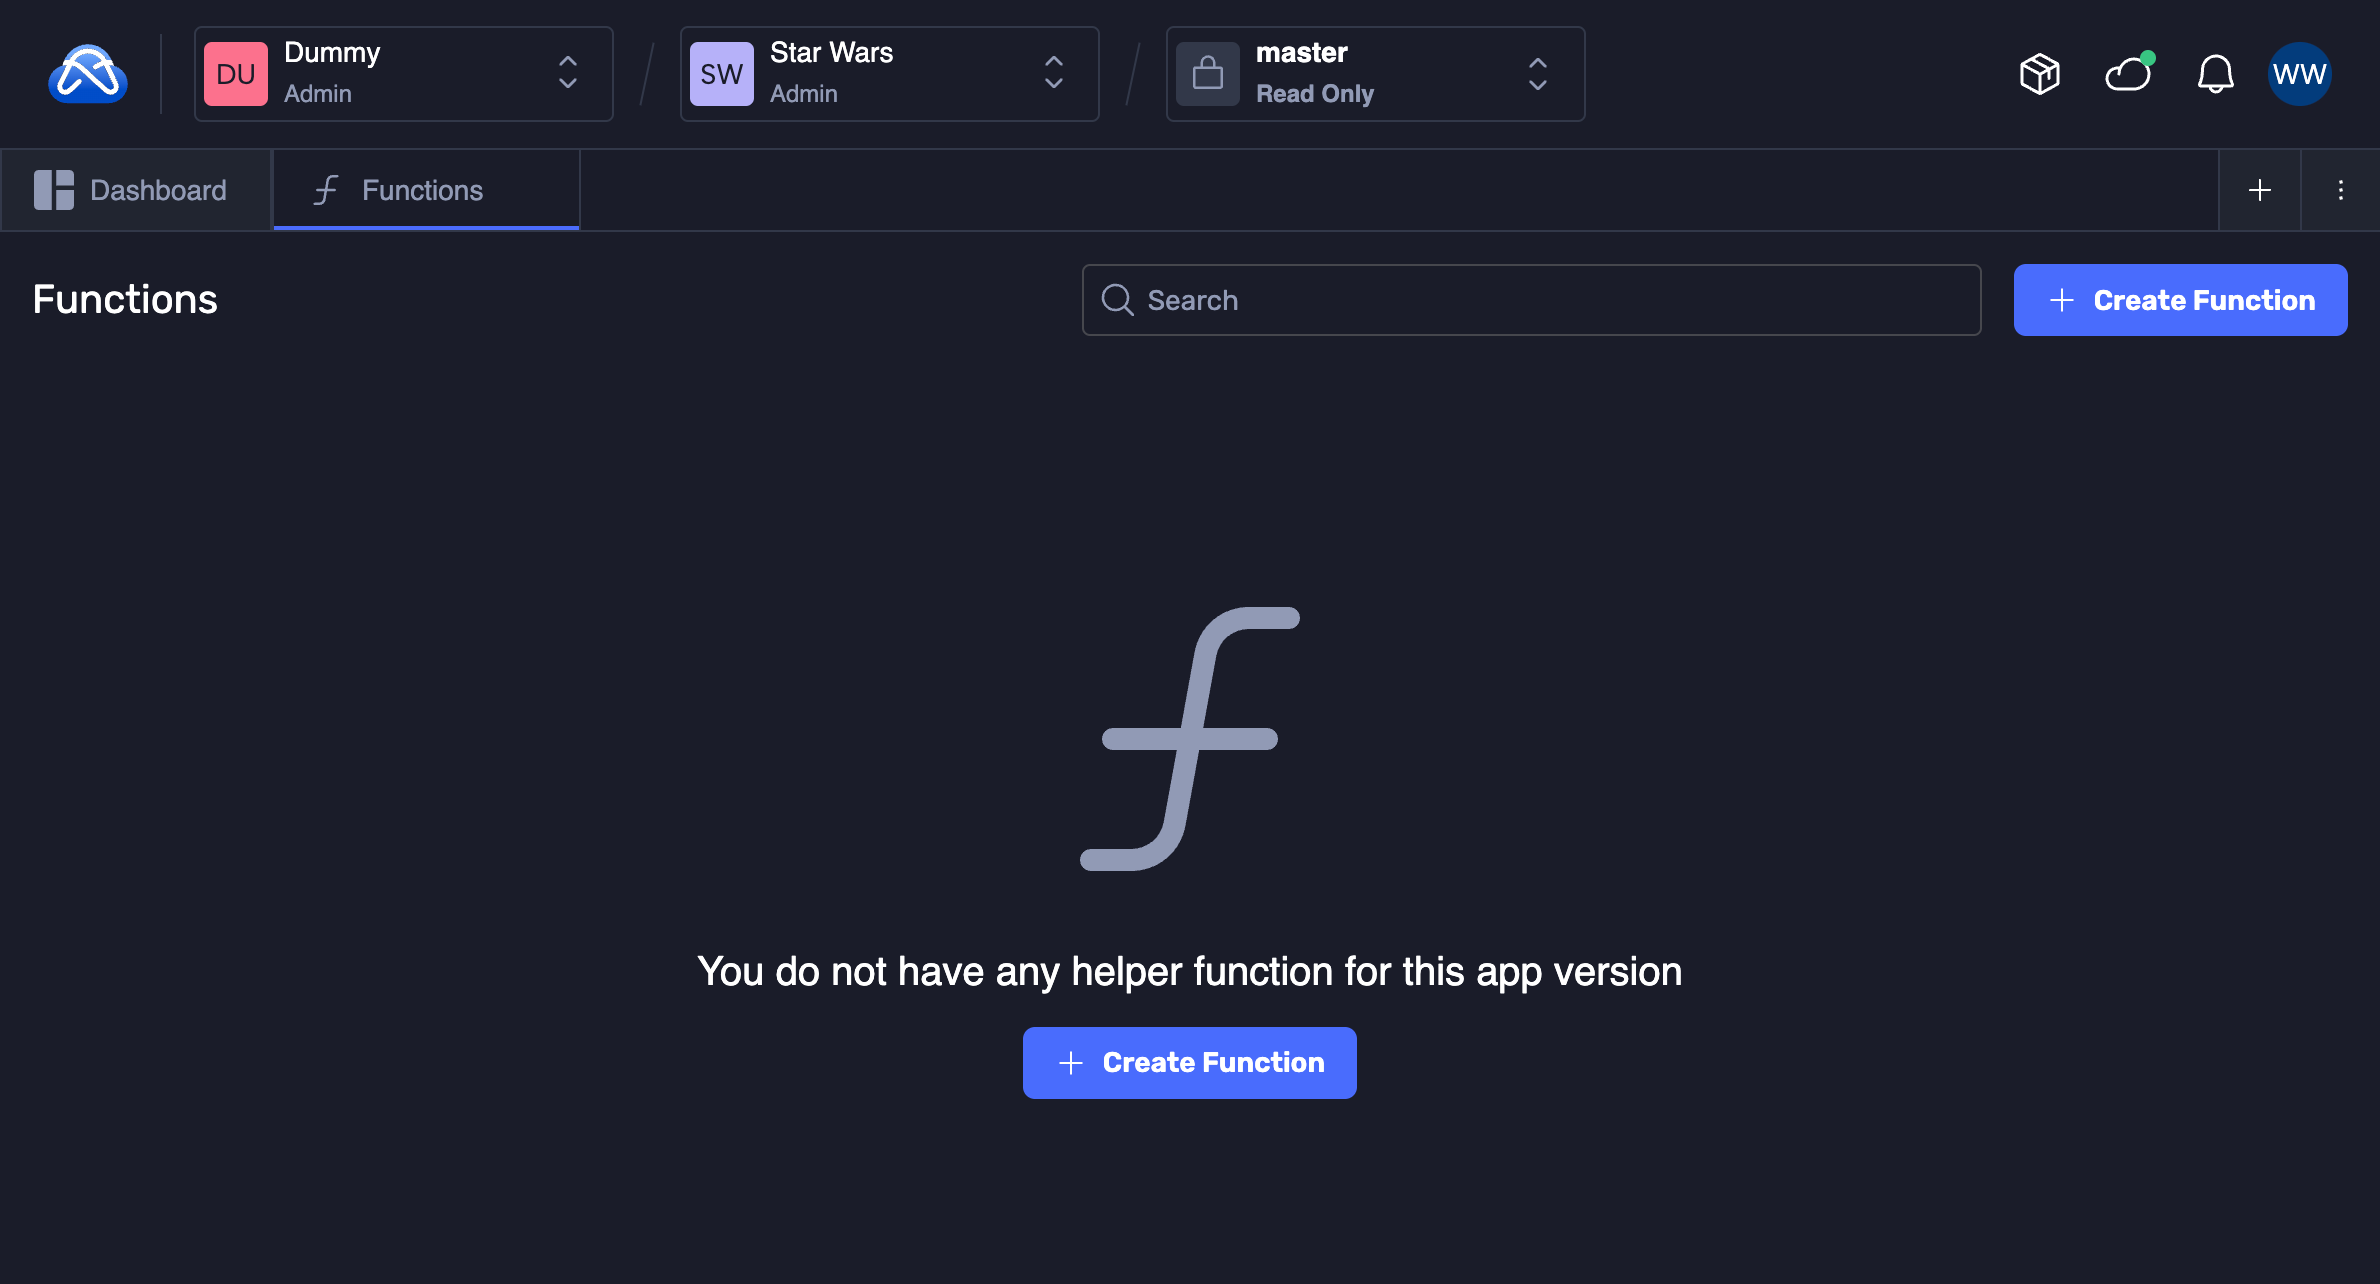 DU
Dummy
Admin
SW
Star Wars
Admin
master
Read Only
WW
Dashboard
Functions
Functions
Search
Create Function
You do not have any helper function for this app version
Create Function